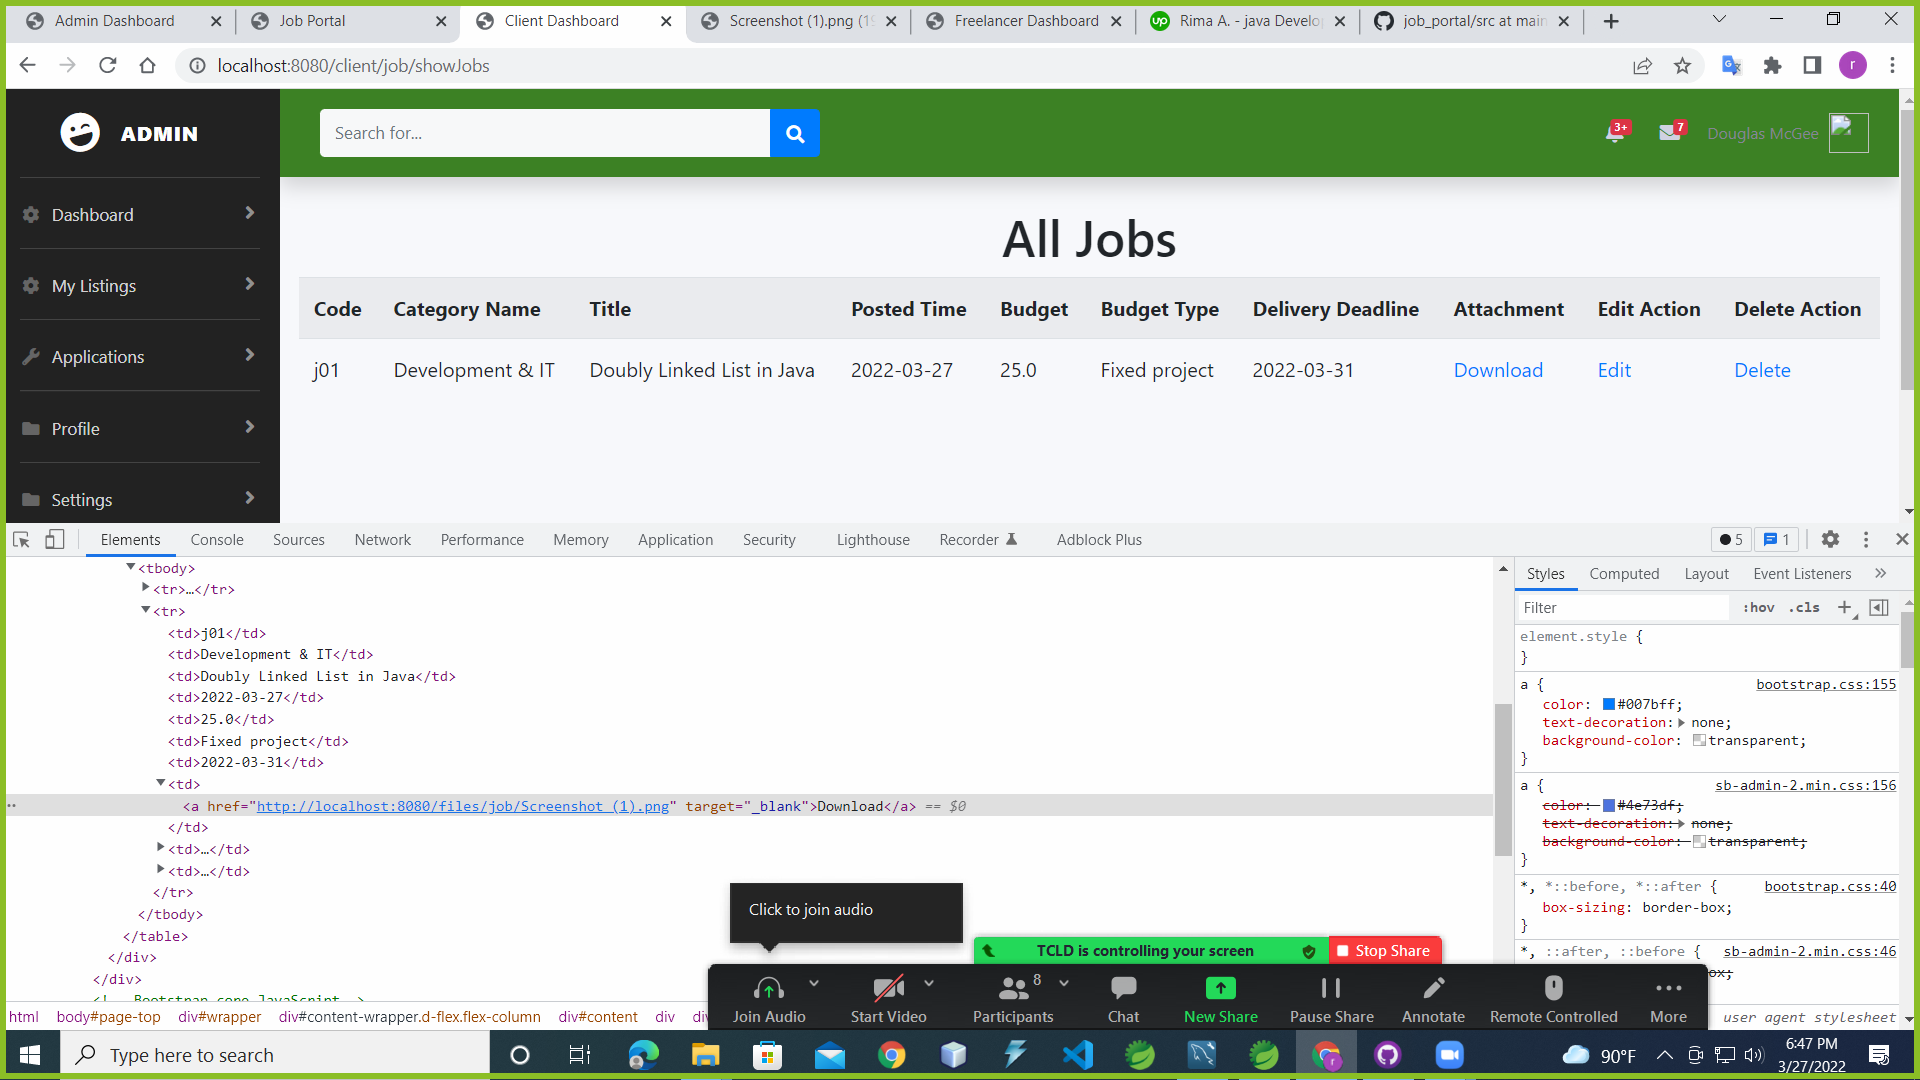 Admin Dashboard
Job Portal
Client Dashboard
Screenshot (1).png (19
Freelancer Dashboard
up
Rima A. - java Develo
job_portal/src at main
localhost:8080/client/job/showJobs
r
ADMIN
Search for...
3+
7
Douglas McGee
Dashboard
My Listings
Applications
Profile
Settings
All Jobs
Code Category Name Title Posted Time Budget Budget Type Delivery Deadline Attachment Edit Action Delete Action
j01 Development & IT Doubly Linked List in Java 2022-03-27 25.0 Fixed project 2022-03-31 Download Edit Delete
Elements Console Sources Network Performance Memory Application Security Lighthouse Recorder Adblock Plus
5
1
<tbody>
<tr>…</tr>
<tr>
<td>j01</td>
<td>Development & IT</td>
<td>Doubly Linked List in Java</td>
<td>2022-03-27</td>
<td>25.0</td>
<td>Fixed project</td>
<td>2022-03-31</td>
<td>
<a href="http://localhost:8080/files/job/Screenshot (1).png" target="_blank">Download</a> == $0
</td>
<td>…</td>
<td>…</td>
</tr>
</tbody>
</table>
</div>
</div>
<!-- Bootstrap core JavaScript-->
html body#page-top div#wrapper div#content-wrapper.d-flex.flex-column div#content div
Styles Computed Layout Event Listeners
Filter
:hov .cls
element.style {
}
a { bootstrap.css:155
color: #007bff;
text-decoration: none;
background-color: transparent;
}
a { sb-admin-2.min.css:156
color: #4e73df;
text-decoration: none;
background-color: transparent;
}
*, *::before, *::after { bootstrap.css:40
box-sizing: border-box;
}
*, ::after, ::before { sb-admin-2.min.css:46
user agent stylesheet
Click to join audio
TCLD is controlling your screen
Stop Share
Join Audio
Start Video
8
Participants
Chat
New Share
Pause Share
Annotate
Remote Controlled
More
Type here to search
r
90°F
6:47 PM
3/27/2022